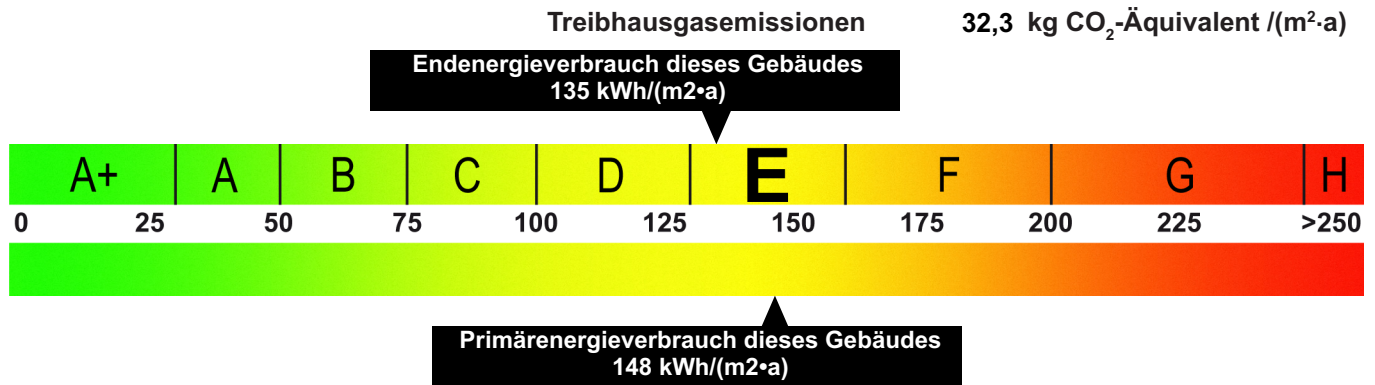 Treibhausgasemissionen 32,3 kg CO₂-Äquivalent /(m²·a)
Endenergieverbrauch dieses Gebäudes
135 kWh/(m2•a)
A+ A B C D E F G H
0 25 50 75 100 125 150 175 200 225 >250
Primärenergieverbrauch dieses Gebäudes
148 kWh/(m2•a)